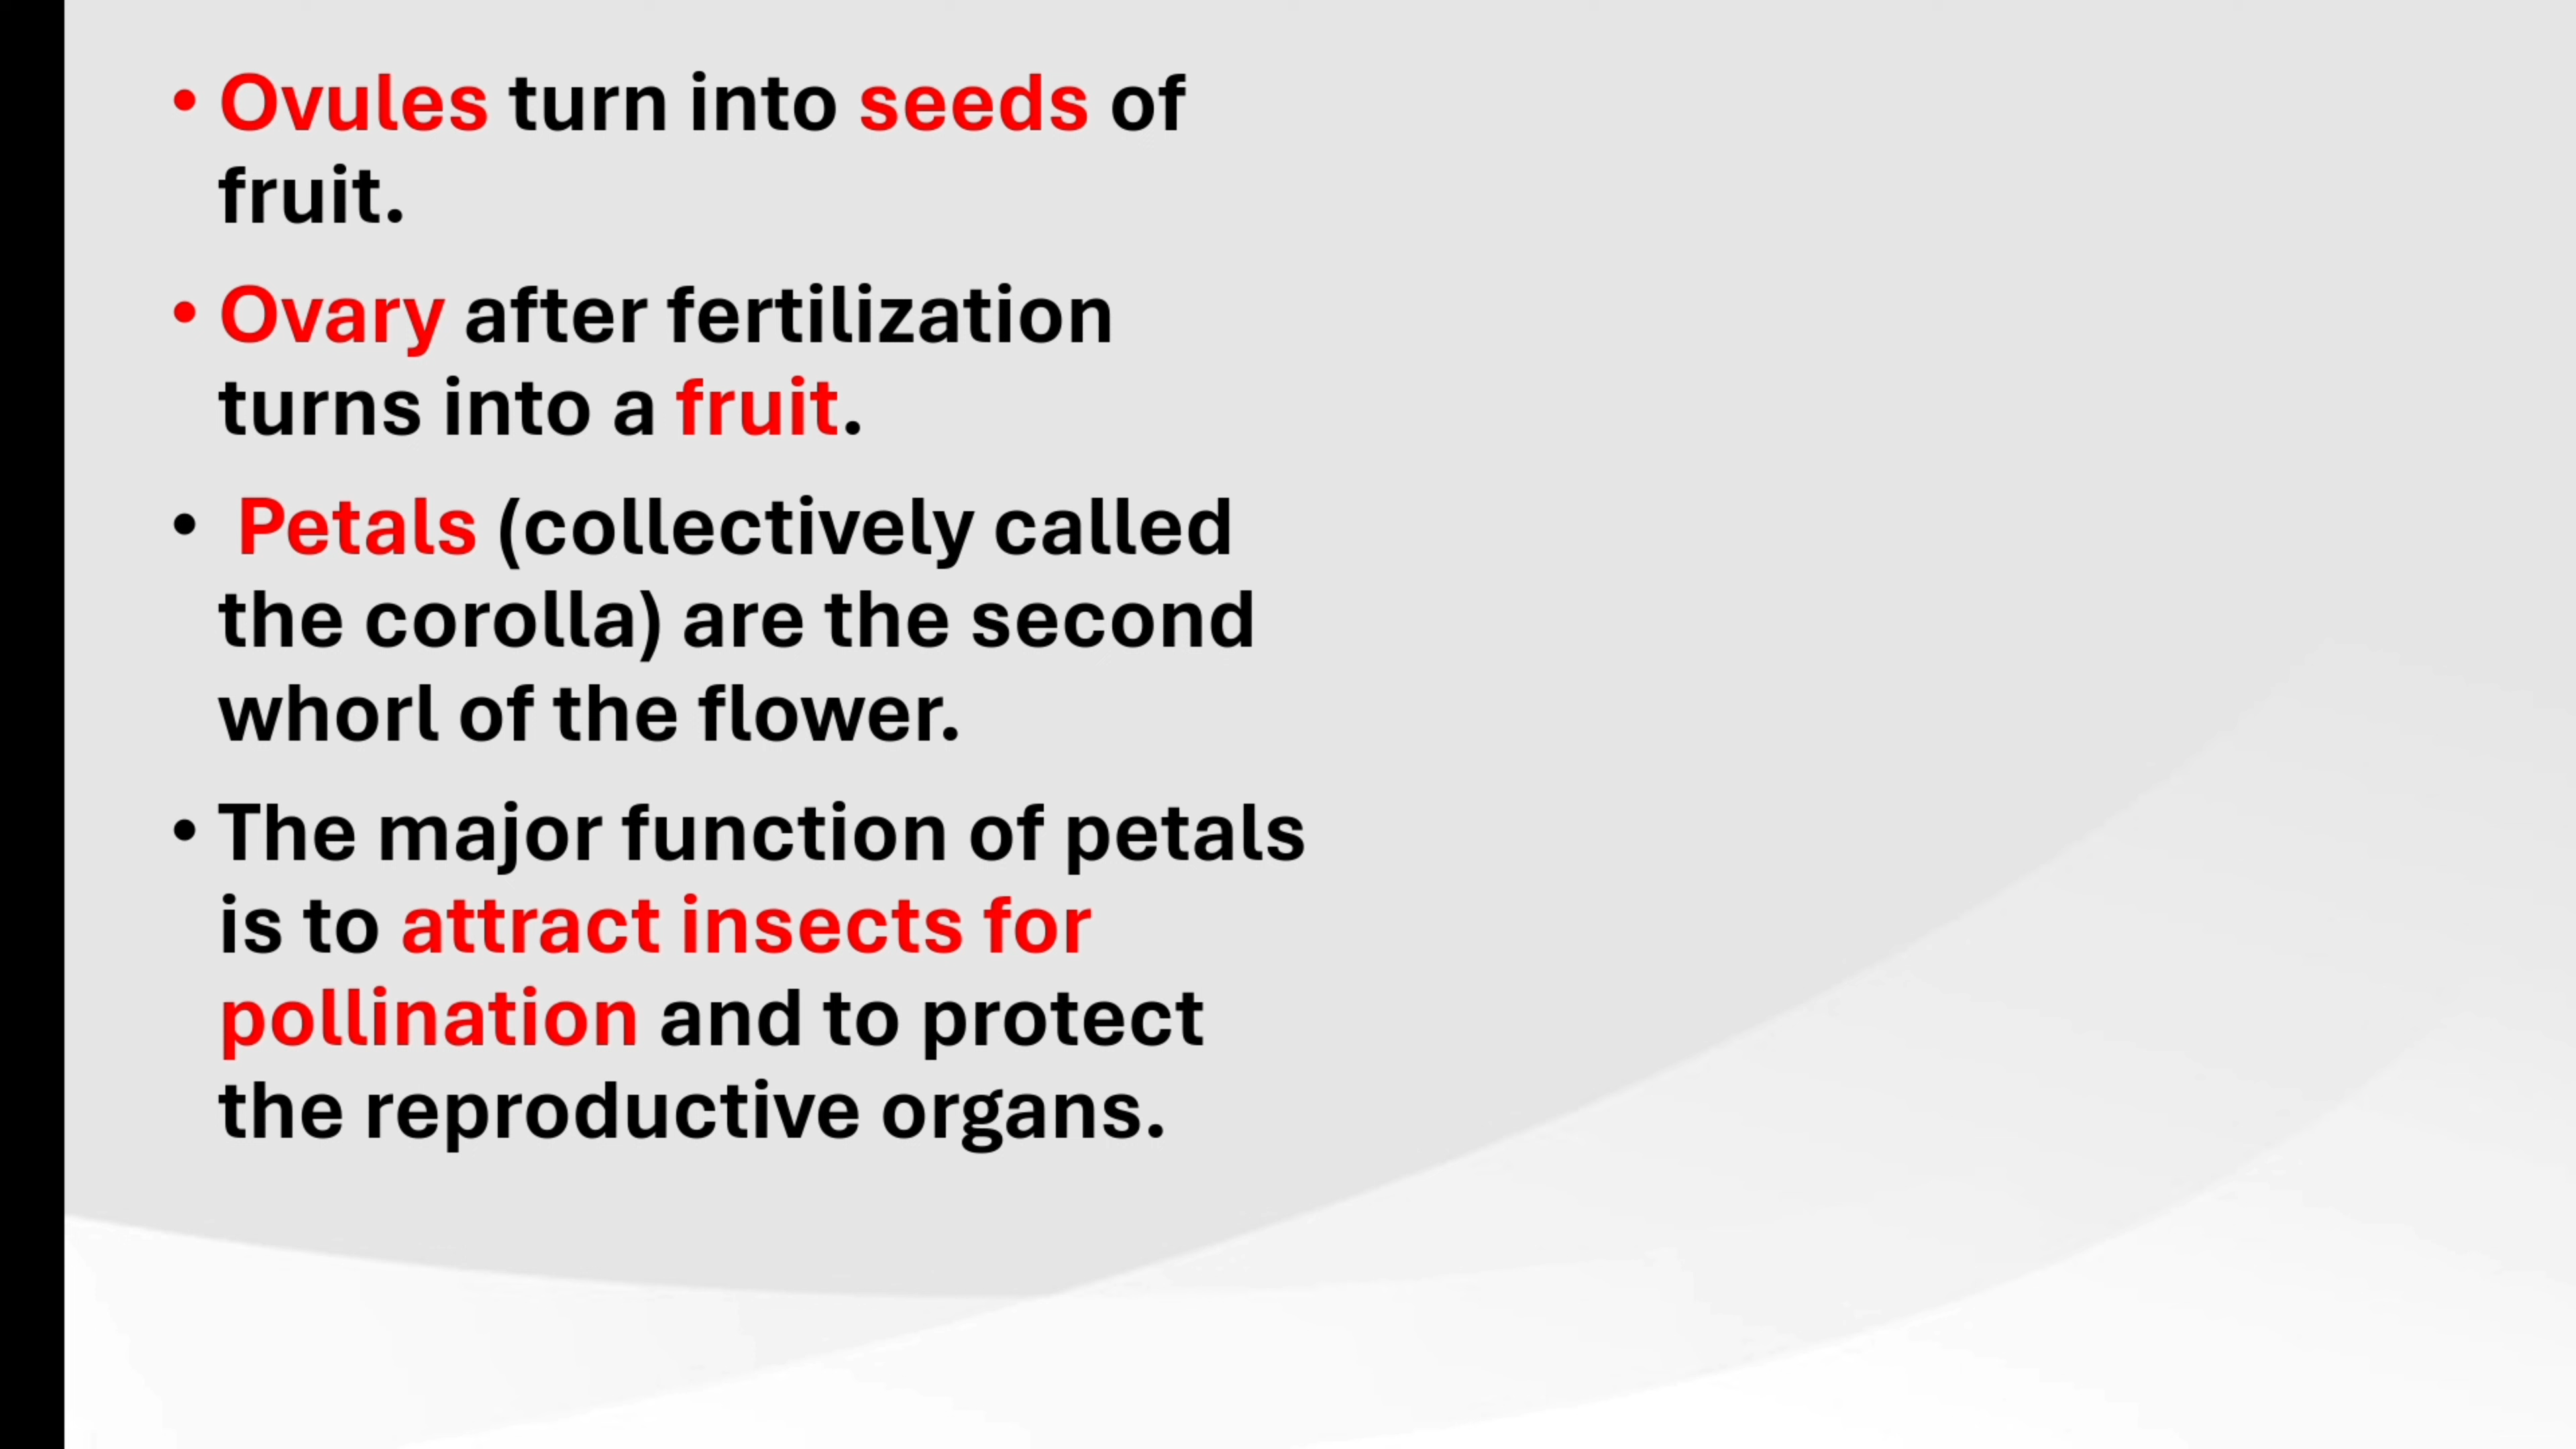 • Ovules turn into seeds of
fruit.
• Ovary after fertilization
turns into a fruit.
• Petals (collectively called
the corolla) are the second
whorl of the flower.
• The major function of petals
is to attract insects for
pollination and to protect
the reproductive organs.